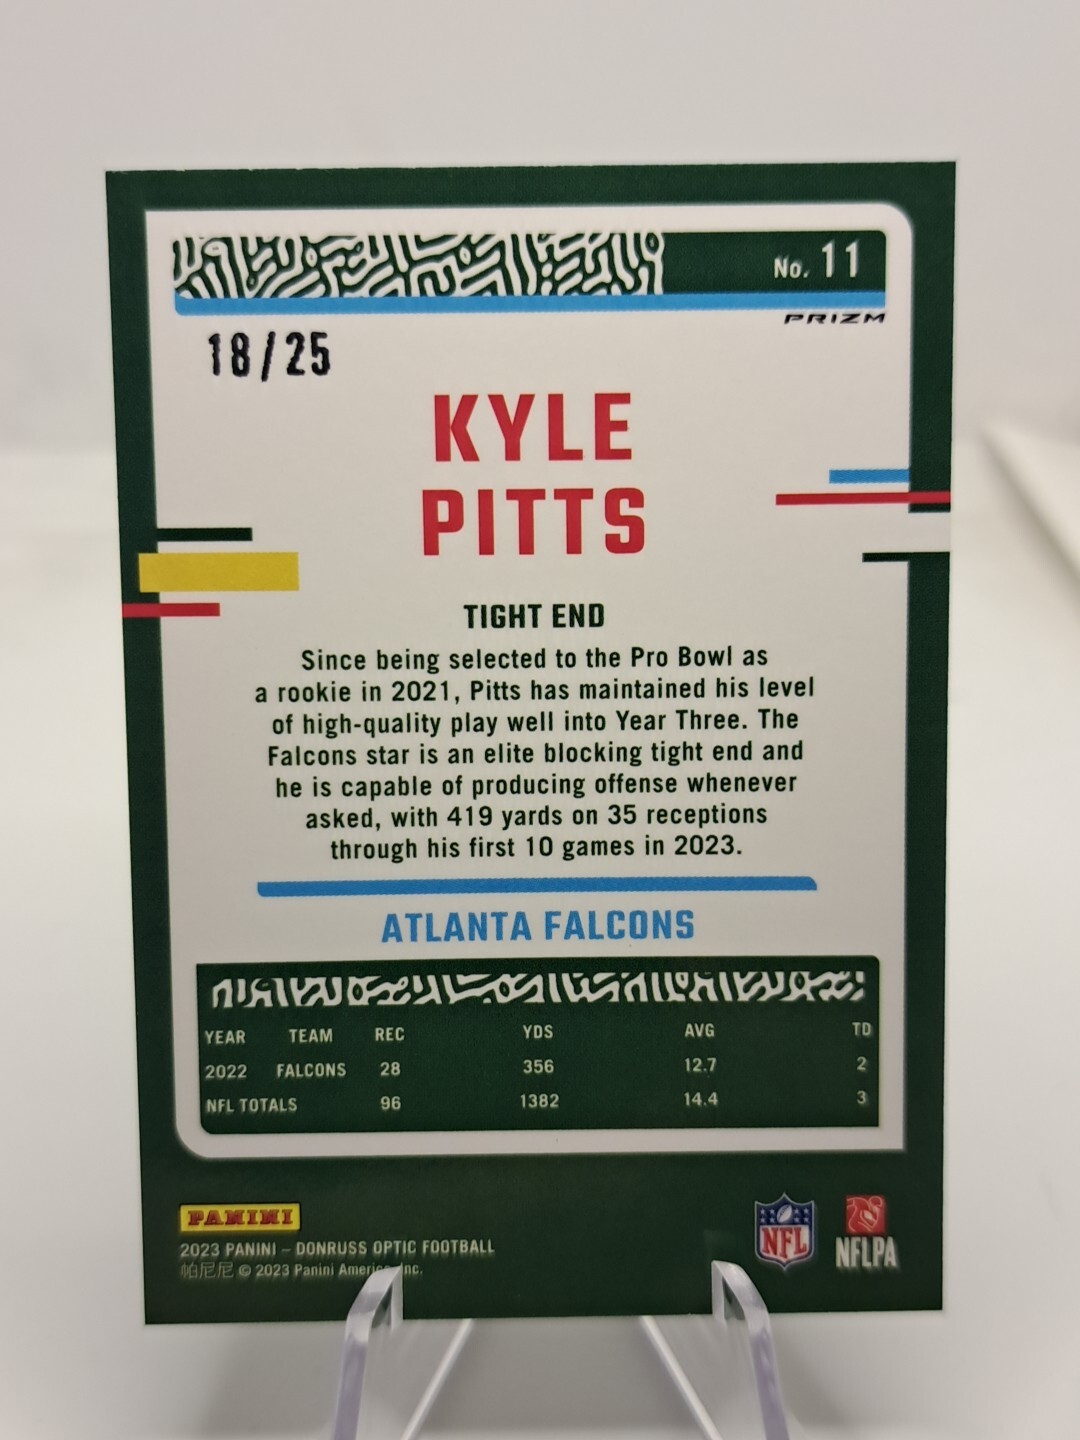 No. 11
PRIZM
18/25
KYLE
PITTS
TIGHT END
Since being selected to the Pro Bowl as
a rookie in 2021, Pitts has maintained his level
of high-quality play well into Year Three. The
Falcons star is an elite blocking tight end and
he is capable of producing offense whenever
asked, with 419 yards on 35 receptions
through his first 10 games in 2023.
ATLANTA FALCONS
YEAR TEAM REC YDS AVG TD
2022 FALCONS 28 356 12.7 2
NFL TOTALS 96 1382 14.4 3
PANINI
NFL
NFLPA
2023 PANINI – DONRUSS OPTIC FOOTBALL
帕尼尼 © 2023 Panini America, Inc.